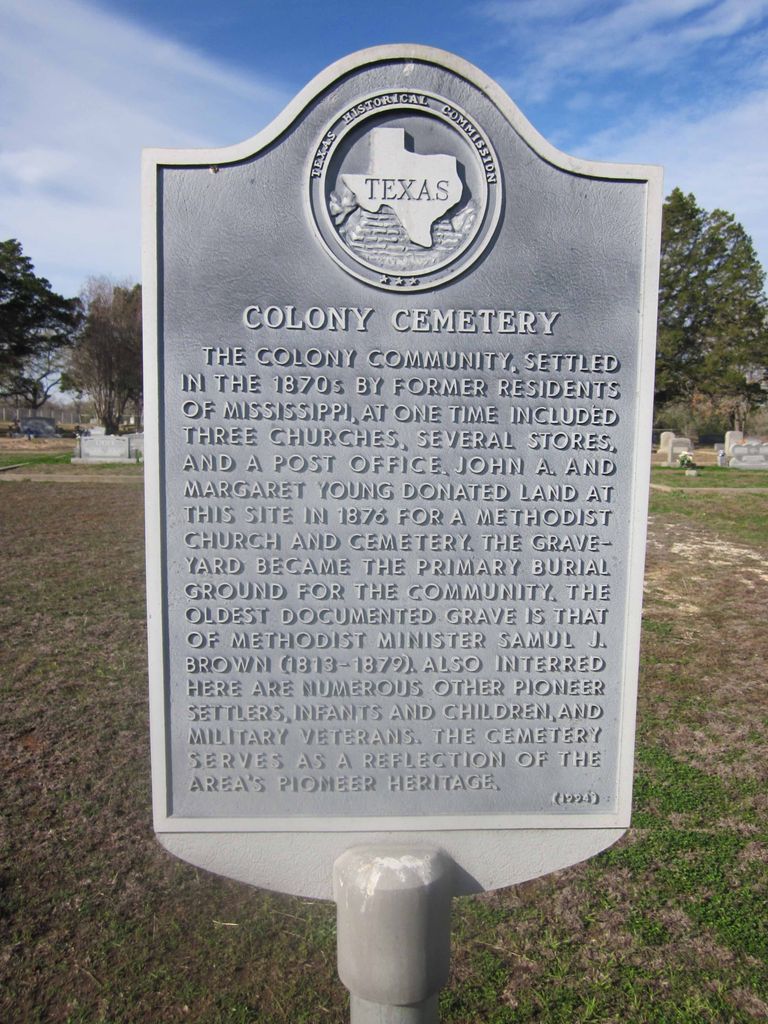 TEXAS HISTORICAL COMMISSION
TEXAS
COLONY CEMETERY
THE COLONY COMMUNITY, SETTLED
IN THE 1870s BY FORMER RESIDENTS
OF MISSISSIPPI, AT ONE TIME INCLUDED
THREE CHURCHES, SEVERAL STORES,
AND A POST OFFICE. JOHN A. AND
MARGARET YOUNG DONATED LAND AT
THIS SITE IN 1876 FOR A METHODIST
CHURCH AND CEMETERY. THE GRAVE-
YARD BECAME THE PRIMARY BURIAL
GROUND FOR THE COMMUNITY. THE
OLDEST DOCUMENTED GRAVE IS THAT
OF METHODIST MINISTER SAMUL J.
BROWN (1813-1879). ALSO INTERRED
HERE ARE NUMEROUS OTHER PIONEER
SETTLERS, INFANTS AND CHILDREN, AND
MILITARY VETERANS. THE CEMETERY
SERVES AS A REFLECTION OF THE
AREA'S PIONEER HERITAGE.
(1994)